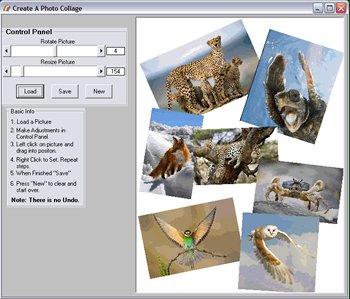 Create A Photo Collage
Control Panel
Rotate Picture
4
Resize Picture
154
Load
Save
New
Basic Info
1. Load a Picture
2. Make Adjustments in
Control Panel.
3. Left click on picture and
drag into positon.
4. Right Click to Set. Repeat
steps.
5. When Finished "Save"
6. Press "New" to clear and
start over.
Note: There is no Undo.